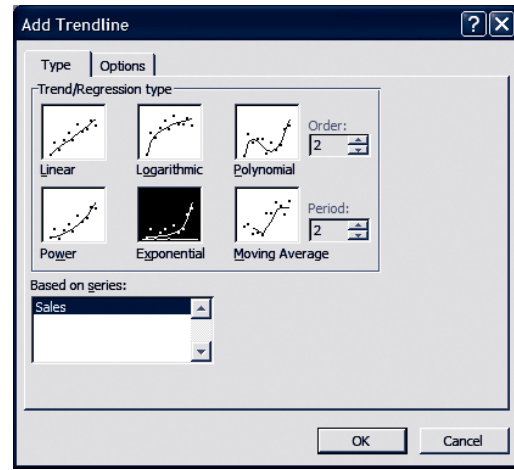 Add Trendline
Type Options
Trend/Regression type
Order:
2
Linear Logarithmic Polynomial
Period:
2
Power Exponential Moving Average
Based on series:
Sales
OK Cancel